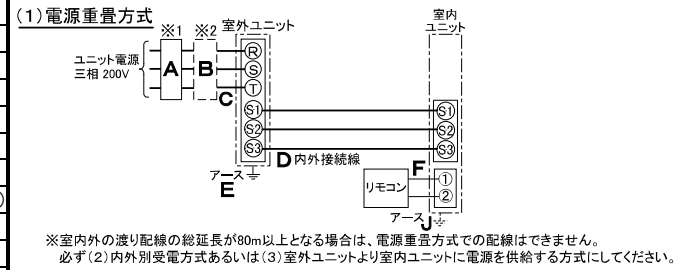 (1)電源重畳方式
※1 ※2 室外ユニット 室内
ユニット
ユニット電源
三相 200V
A B R
S
T
C
S1 S1
S2 S2
S3 S3
D 内外接続線
アース
E
F
リモコン ① ②
アース J
※室内外の渡り配線の総延長が80m以上となる場合は、電源重畳方式での配線はできません。
必ず(2)内外別受電方式あるいは(3)室外ユニットより室内ユニットに電源を供給する方式にしてください。